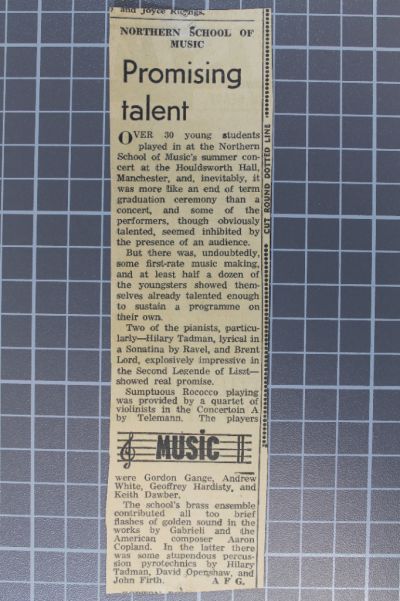 and Joyce Rugngs.
NORTHERN SCHOOL OF
MUSIC
Promising
talent
OVER 30 young students
played in at the Northern
School of Music's summer con-
cert at the Houldsworth Hall,
Manchester, and, inevitably, it
was more like an end of term
graduation ceremony than a
concert, and some of the
performers, though obviously
talented, seemed inhibited by
the presence of an audience.
But there was, undoubtedly,
some first-rate music making,
and at least half a dozen of
the youngsters showed them-
selves already talented enough
to sustain a programme on
their own.
Two of the pianists, particu-
larly—Hilary Tadman, lyrical in
a Sonatina by Ravel, and Brent
Lord, explosively impressive in
the Second Legende of Liszt—
showed real promise.
Sumptuous Rococco playing
was provided by a quartet of
violinists in the Concertoin A
by Telemann. The players
MUSIC
were Gordon Gange, Andrew
White, Geoffrey Hardisty, and
Keith Dawber.
The school's brass ensemble
contributed all too brief
flashes of golden sound in the
works by Gabrieli and the
American composer Aaron
Copland. In the latter there
was some stupendous percus-
sion pyrotechnics by Hilary
Tadman, David Openshaw, and
John Firth. A F G.
CUT ROUND DOTTED LINE